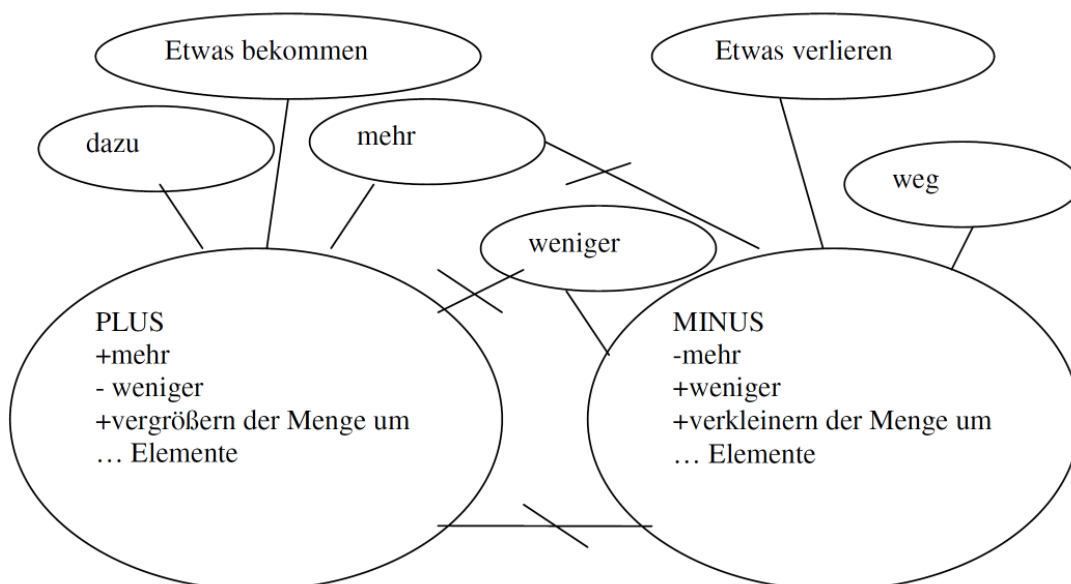 Etwas bekommen
Etwas verlieren
dazu
mehr
weg
weniger
PLUS
+mehr
- weniger
+vergrößern der Menge um
… Elemente
MINUS
-mehr
+weniger
+verkleinern der Menge um
… Elemente